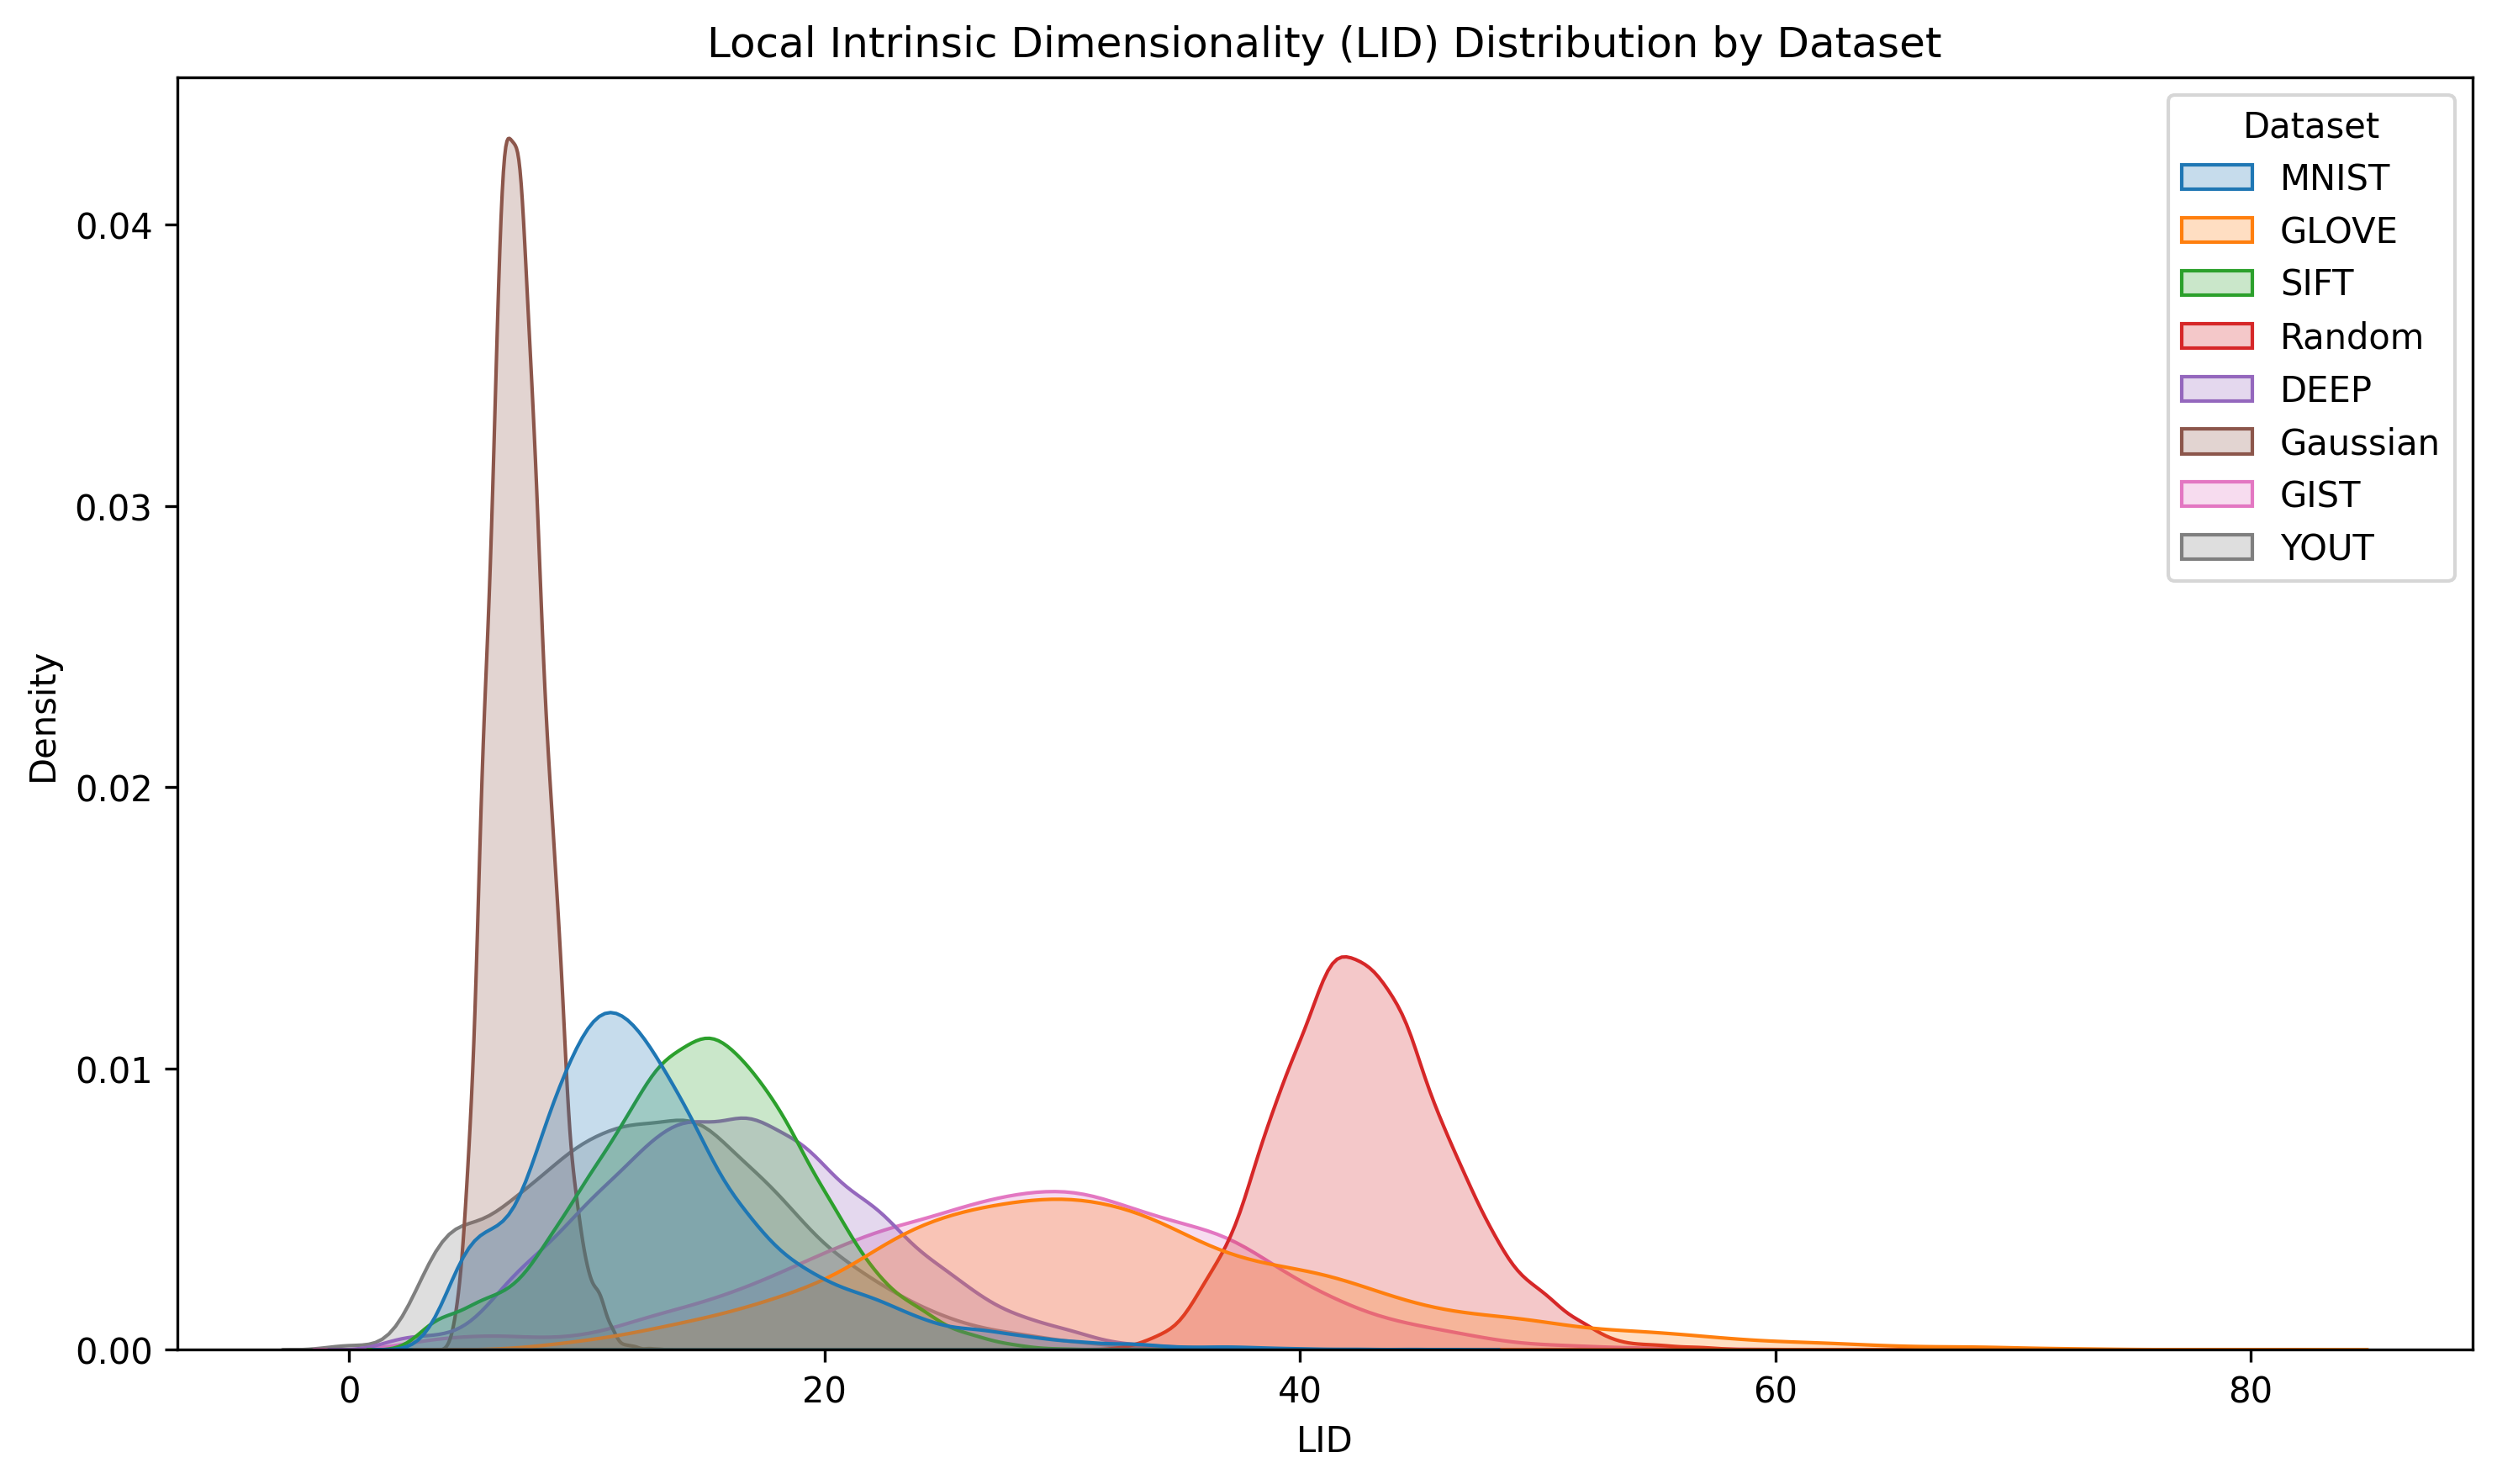 Local Intrinsic Dimensionality (LID) Distribution by Dataset
Dataset
MNIST
GLOVE
SIFT
Random
DEEP
Gaussian
GIST
YOUT
Density
0.04
0.03
0.02
0.01
0.00
0 20 40 60 80
LID